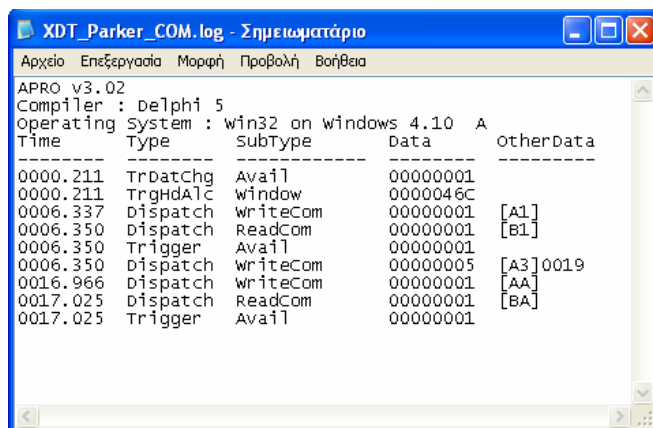 XDT_Parker_COM.log - Σημειωματάριο
Αρχείο Επεξεργασία Μορφή Προβολή Βοήθεια
APRO v3.02
Compiler : Delphi 5
Operating System : Win32 on Windows 4.10  A
Time      Type      SubType       Data      OtherData
--------  --------  ------------  --------  ---------
0000.211  TrDatChg  Avail         00000001
0000.211  TrgHdAlc  Window        0000046C
0006.337  Dispatch  WriteCom      00000001  [A1]
0006.350  Dispatch  ReadCom       00000001  [B1]
0006.350  Trigger   Avail         00000001
0006.350  Dispatch  WriteCom      00000005  [A3]0019
0016.966  Dispatch  WriteCom      00000001  [AA]
0017.025  Dispatch  ReadCom       00000001  [BA]
0017.025  Trigger   Avail         00000001